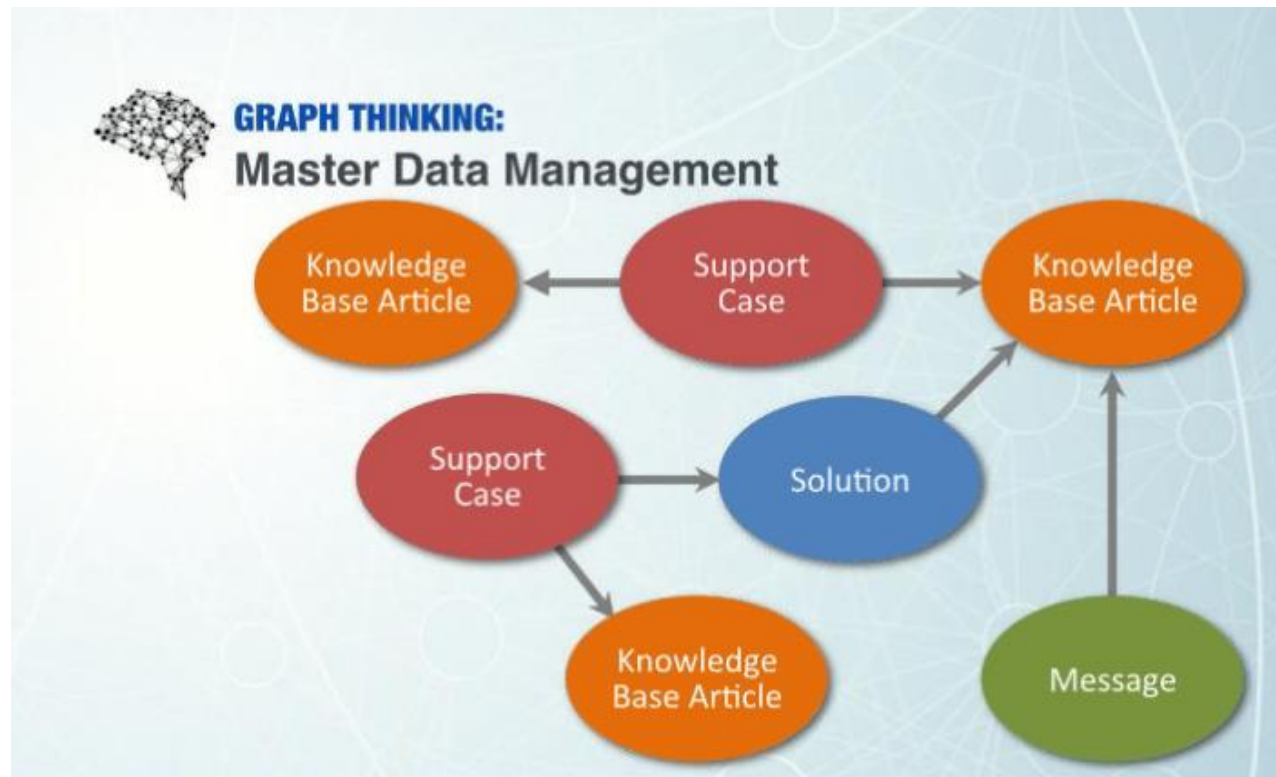 GRAPH THINKING:
Master Data Management
Knowledge
Base Article
Support
Case
Knowledge
Base Article
Support
Case
Solution
Knowledge
Base Article
Message